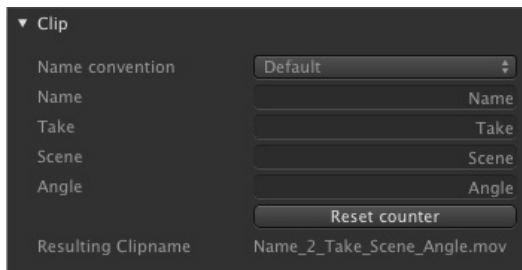 Clip
Name convention Default
Name Name
Take Take
Scene Scene
Angle Angle
Reset counter
Resulting Clipname Name_2_Take_Scene_Angle.mov